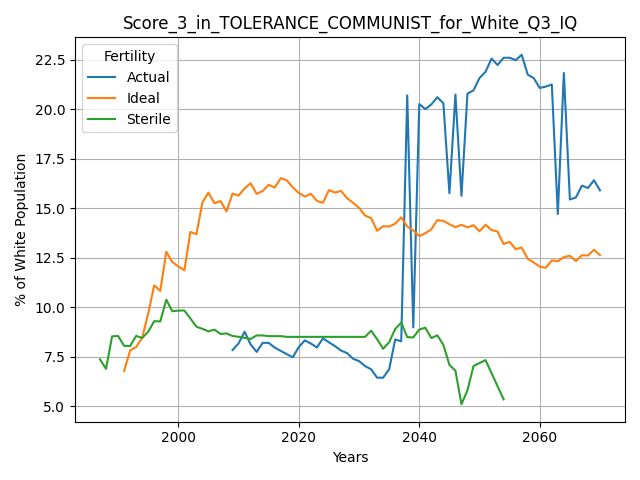 Score_3_in_TOLERANCE_COMMUNIST_for_White_Q3_IQ
Fertility
Actual
Ideal
Sterile
% of White Population
22.5
20.0
17.5
15.0
12.5
10.0
7.5
5.0
2000
2020
2040
2060
Years